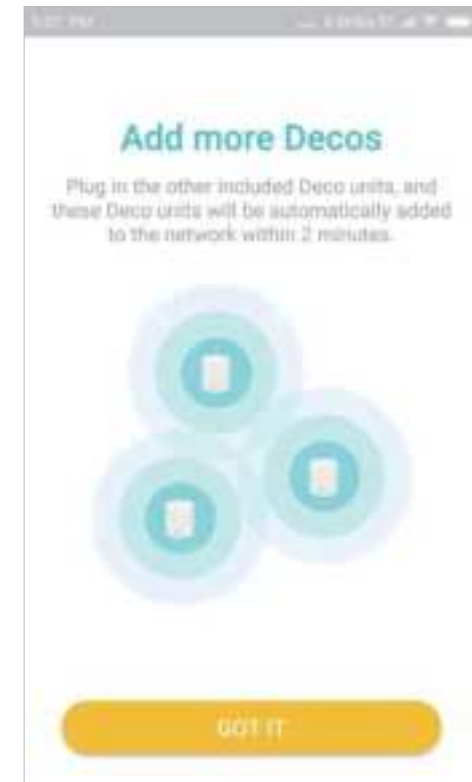 Add more Decos
Plug in the other included Deco units, and
these Deco units will be automatically added
to the network within 2 minutes.
GOT IT